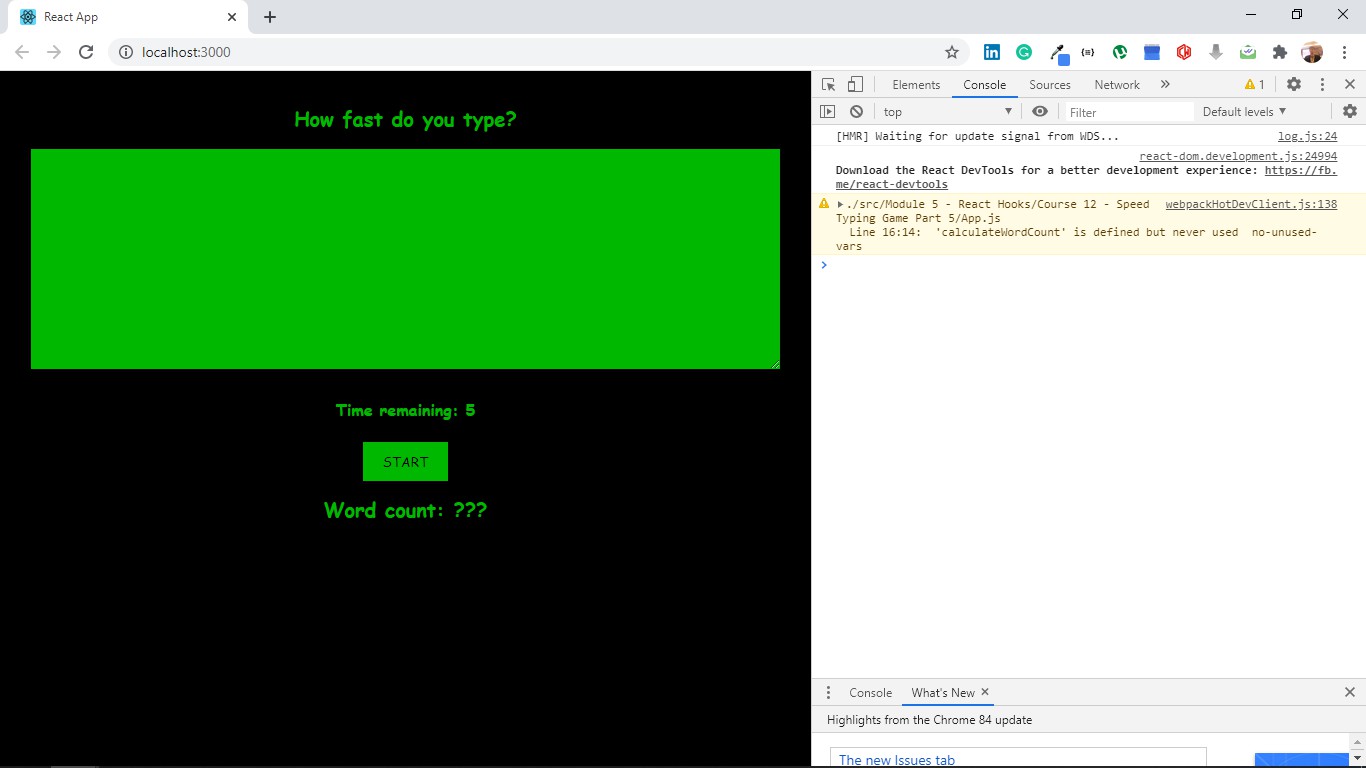 React App
localhost:3000
How fast do you type?
Time remaining: 5
START
Word count: ???
Elements Console Sources Network 1
top Filter Default levels
[HMR] Waiting for update signal from WDS... log.js:24
react-dom.development.js:24994
Download the React DevTools for a better development experience: https://fb.
me/react-devtools
./src/Module 5 - React Hooks/Course 12 - Speed webpackHotDevClient.js:138
Typing Game Part 5/App.js
Line 16:14: 'calculateWordCount' is defined but never used no-unused-
vars
Console What's New
Highlights from the Chrome 84 update
The new Issues tab